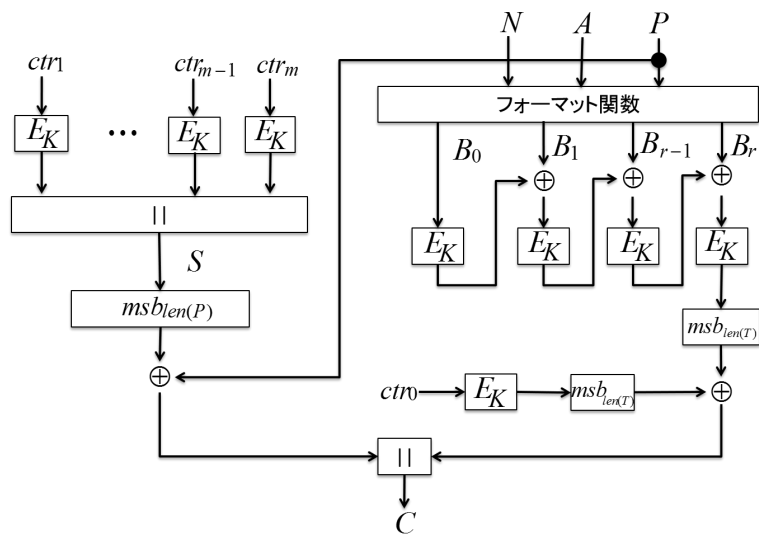 N A P
ctr1 ctrm−1 ctrm
フォーマット関数
EK ... EK EK
B0 B1 Br−1 Br
||
EK EK EK EK
S
msblen(P)
msblen(T)
ctr0 EK msblen(T)
||
C